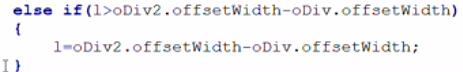 else if(l>oDiv2.offsetWidth-oDiv.offsetWidth)
{
l=oDiv2.offsetWidth-oDiv.offsetWidth;
}